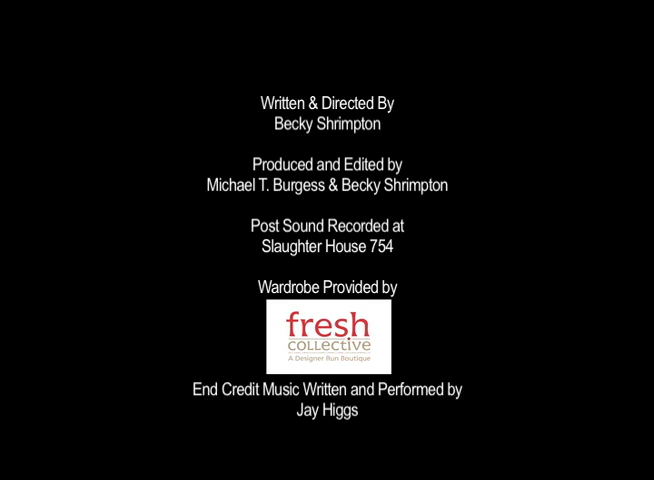 Written & Directed By
Becky Shrimpton
Produced and Edited by
Michael T. Burgess & Becky Shrimpton
Post Sound Recorded at
Slaughter House 754
Wardrobe Provided by
fresh
COLLECTIVE
A Designer Run Boutique
End Credit Music Written and Performed by
Jay Higgs